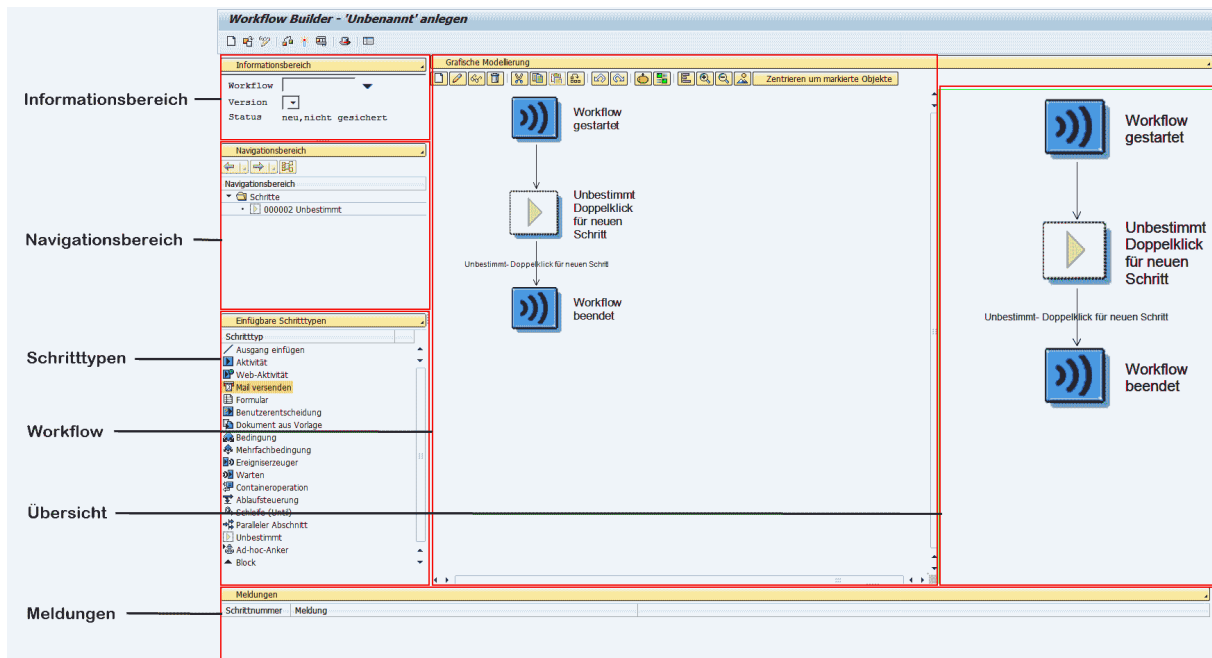 Workflow Builder - 'Unbenannt' anlegen
Informationsbereich
Informationsbereich
Workflow
Version
Status neu,nicht gesichert
Navigationsbereich
Navigationsbereich
Navigationsbereich
Schritte
000002 Unbestimmt
Schritttypen
Einfügbare Schritttypen
Schritttyp
Ausgang einfügen
Aktivität
Web-Aktivität
Mail versenden
Formular
Benutzerentscheidung
Dokument aus Vorlage
Bedingung
Mehrfachbedingung
Ereigniserzeuger
Warten
Containeroperation
Ablaufsteuerung
Schleife (Until)
Paralleler Abschnitt
Unbestimmt
Ad-hoc-Anker
Block
Workflow
Grafische Modellierung
Zentrieren um markierte Objekte
Workflow
gestartet
Unbestimmt
Doppelklick
für neuen
Schritt
Unbestimmt- Doppelklick für neuen Schritt
Workflow
beendet
Übersicht
Workflow
gestartet
Unbestimmt
Doppelklick
für neuen
Schritt
Unbestimmt- Doppelklick für neuen Schritt
Workflow
beendet
Meldungen
Meldungen
Schrittnummer Meldung